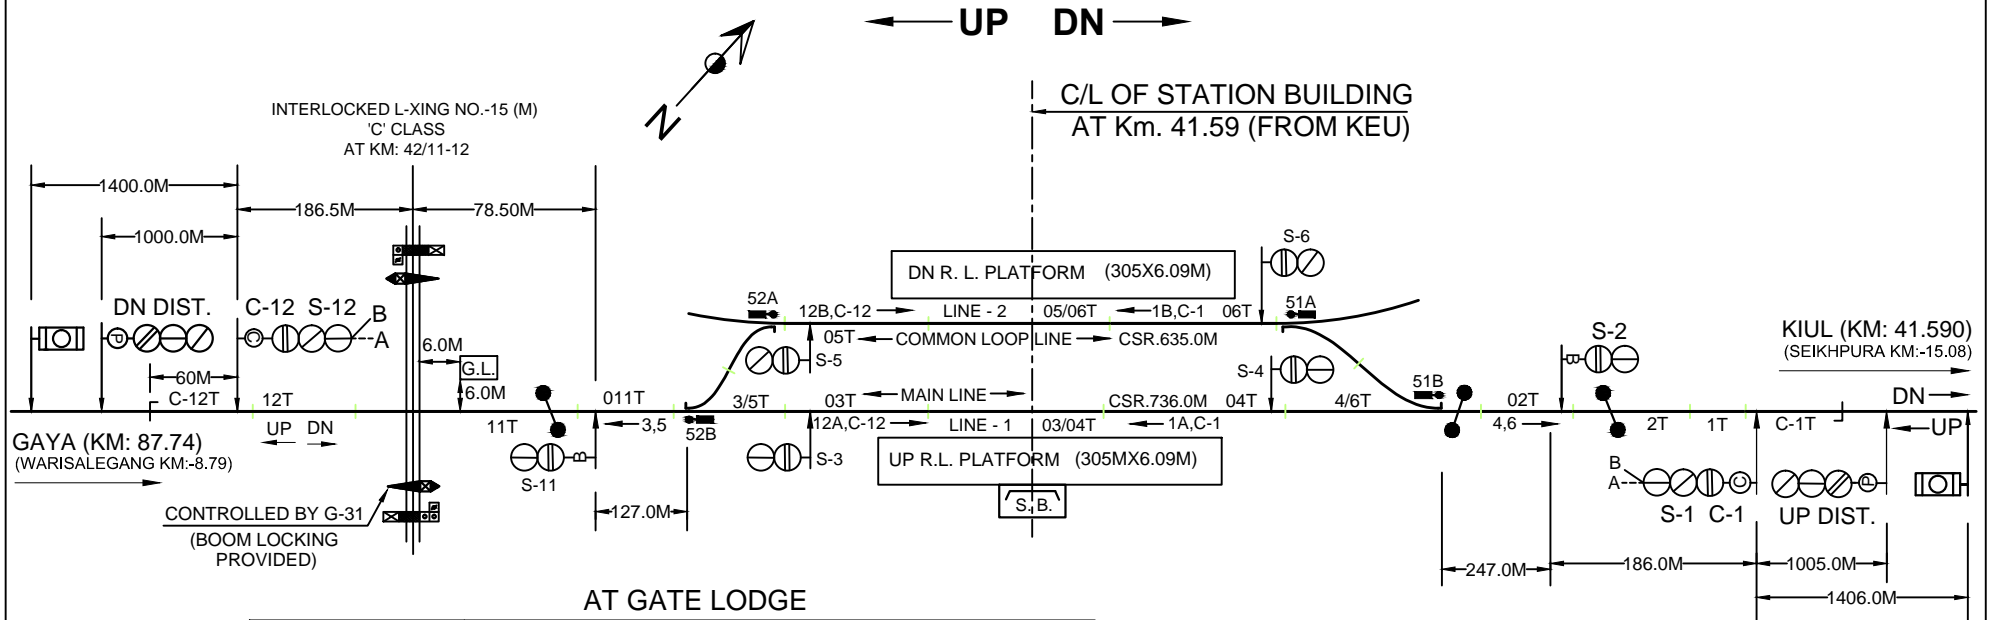 UP DN
N
C/L OF STATION BUILDING
AT Km. 41.59 (FROM KEU)
INTERLOCKED L-XING NO.-15 (M)
'C' CLASS
AT KM: 42/11-12
1400.0M
186.5M
78.50M
1000.0M
S-6
DN R. L. PLATFORM (305X6.09M)
DN DIST.
C-12 S-12
B
A
P
C
52A
12B,C-12
LINE - 2
05/06T
1B,C-1
06T
51A
05T
COMMON LOOP LINE
CSR.635.0M
S-5
6.0M
G.L.
6.0M
60M
C-12T
12T
S-4
S-2
B
KIUL (KM: 41.590)
(SEIKHPURA KM:-15.08)
51B
DN
011T
3/5T
03T
MAIN LINE
CSR.736.0M
04T
4/6T
02T
UP DN
11T
3,5
52B
12A,C-12
LINE - 1
03/04T
1A,C-1
4,6
2T
1T
C-1T
UP
GAYA (KM: 87.74)
(WARISALEGANG KM:-8.79)
B
S-11
S-3
UP R.L. PLATFORM (305MX6.09M)
S. B.
B
A
C
P
S-1 C-1
UP DIST.
CONTROLLED BY G-31
(BOOM LOCKING
PROVIDED)
127.0M
247.0M
186.0M
1005.0M
1406.0M
AT GATE LODGE